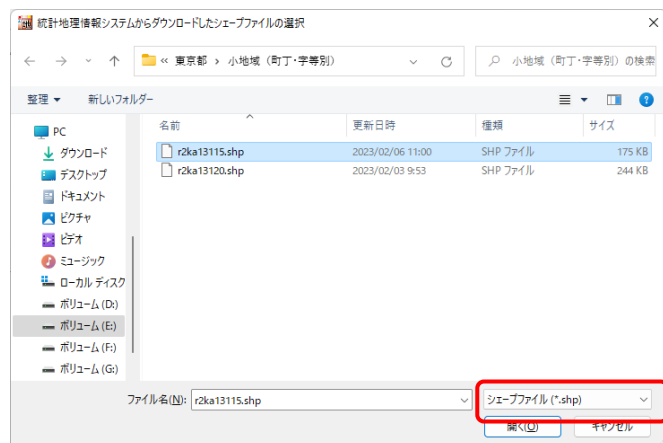 統計地理情報システムからダウンロードしたシェープファイルの選択
« 東京都 › 小地域（町丁・字等別）
小地域（町丁・字等別）の検索
整理 新しいフォルダー
名前 更新日時 種類 サイズ
r2ka13115.shp 2023/02/06 11:00 SHP ファイル 175 KB
r2ka13120.shp 2023/02/03 9:53 SHP ファイル 244 KB
PC
ダウンロード
デスクトップ
ドキュメント
ピクチャ
ビデオ
ミュージック
ローカル ディスク
ボリューム (D:)
ボリューム (E:)
ボリューム (F:)
ボリューム (G:)
ファイル名(N): r2ka13115.shp シェープファイル (*.shp)
開く(O) キャンセル